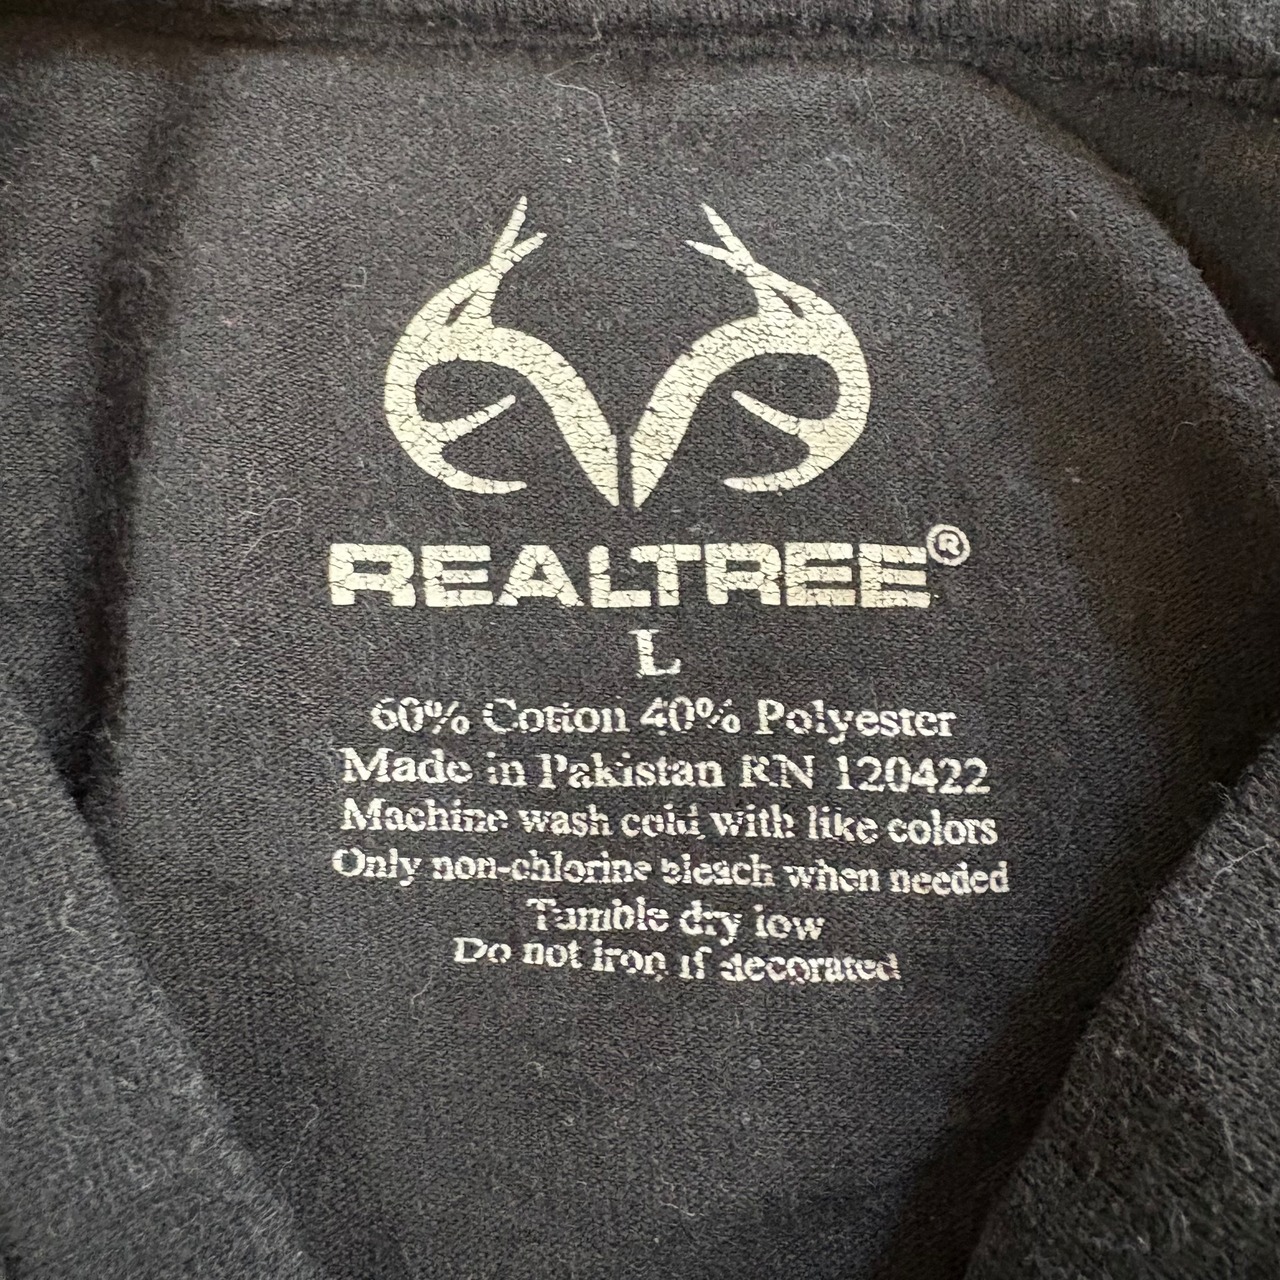 REALTREE®
L
60% Cotton 40% Polyester
Made in Pakistan RN 120422
Machine wash cold with like colors
Only non-chlorine bleach when needed
Tumble dry low
Do not iron if decorated